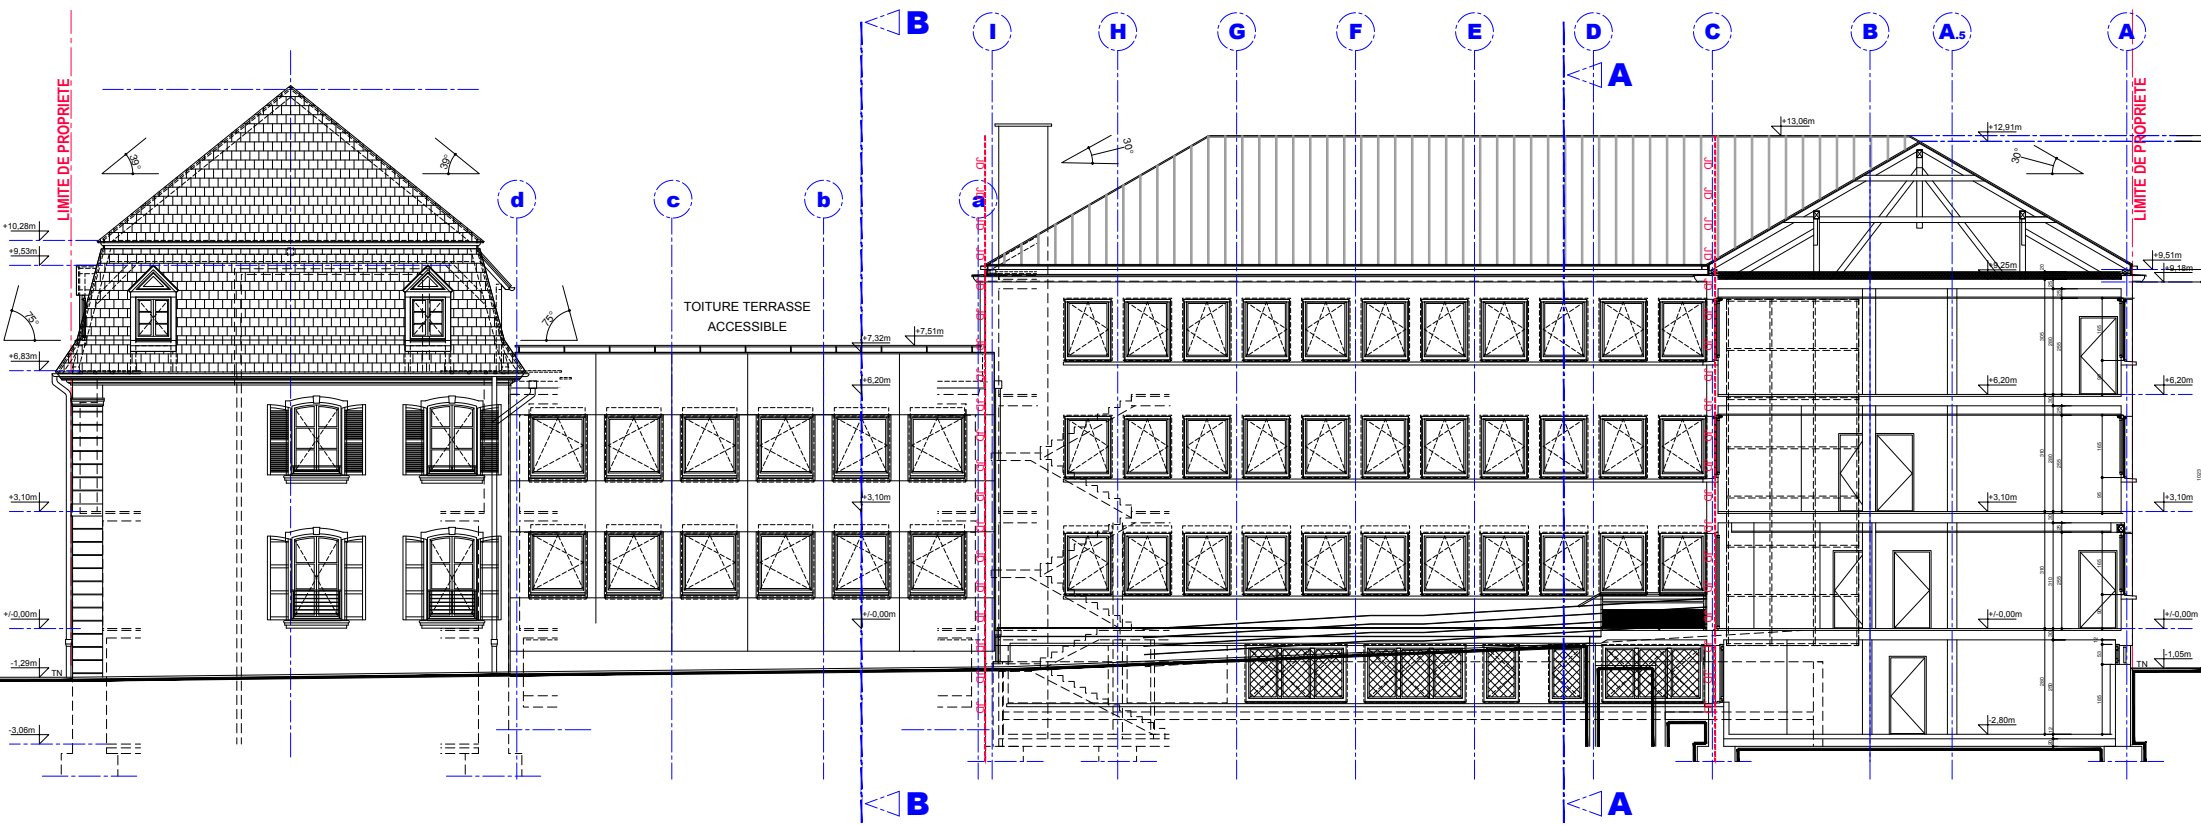 B
I
H
G
F
E
D
C
B
A.5
A
A
LIMITE DE PROPRIETE
LIMITE DE PROPRIETE
+13,06m
+12,91m
39°
39°
30°
30°
d
c
b
a
+10,28m
+9,53m
+9,51m
+9,25m
+9,18m
75°
75°
TOITURE TERRASSE
ACCESSIBLE
+7,51m
+7,32m
+6,83m
+6,20m
+6,20m
+6,20m
+3,10m
+3,10m
+3,10m
+3,10m
+/-0,00m
+/-0,00m
+/-0,00m
+/-0,00m
-1,29m
TN
TN
-1,05m
-3,06m
-2,80m
B
A